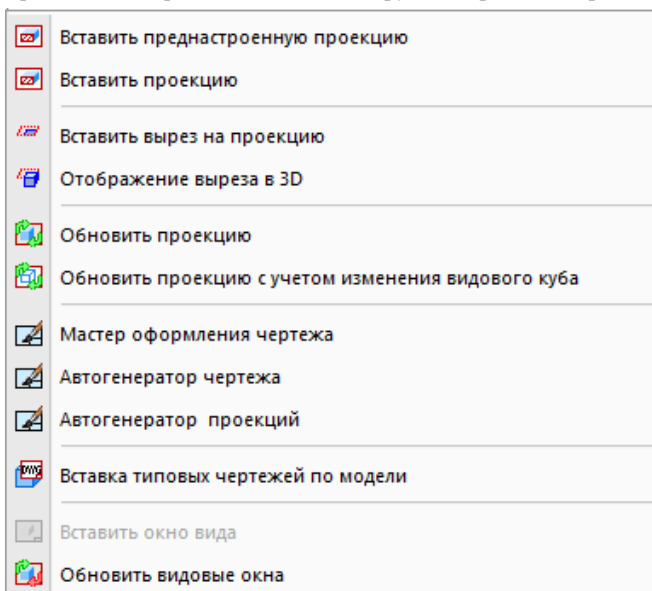 Вставить преднастроенную проекцию
Вставить проекцию
Вставить вырез на проекцию
Отображение выреза в 3D
Обновить проекцию
Обновить проекцию с учетом изменения видового куба
Мастер оформления чертежа
Автогенератор чертежа
Автогенератор  проекций
DWG
Вставка типовых чертежей по модели
Вставить окно вида
Обновить видовые окна